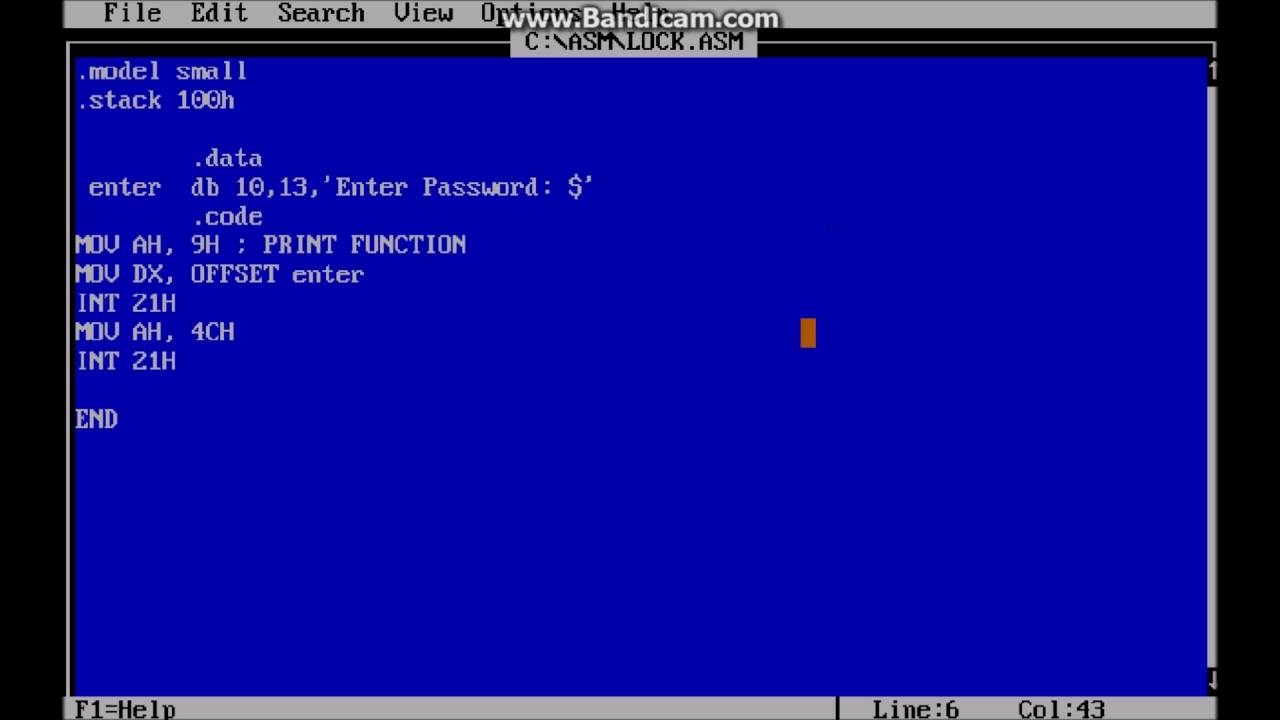 File Edit Search View Options Help
www.Bandicam.com
C:\ASM\LOCK.ASM
.model small
.stack 100h
.data
enter db 10,13,'Enter Password: $'
.code
MOV AH, 9H ; PRINT FUNCTION
MOV DX, OFFSET enter
INT 21H
MOV AH, 4CH
INT 21H
END
F1=Help Line:6 Col:43